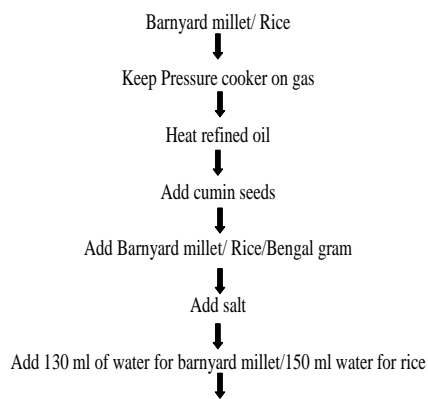 Barnyard millet/ Rice
Keep Pressure cooker on gas
Heat refined oil
Add cumin seeds
Add Barnyard millet/ Rice/Bengal gram
Add salt
Add 130 ml of water for barnyard millet/150 ml water for rice